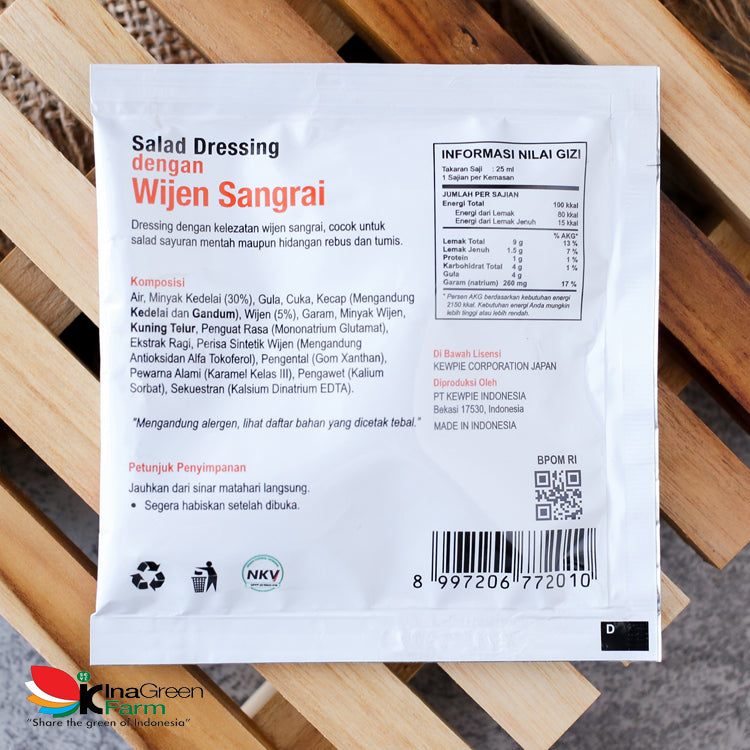 Salad Dressing
dengan
Wijen Sangrai
Dressing dengan kelezatan wijen sangrai, cocok untuk
salad sayuran mentah maupun hidangan rebus dan tumis.
Komposisi
Air, Minyak Kedelai (30%), Gula, Cuka, Kecap (Mengandung
Kedelai dan Gandum), Wijen (5%), Garam, Minyak Wijen,
Kuning Telur, Penguat Rasa (Mononatrium Glutamat),
Ekstrak Ragi, Perisa Sintetik Wijen (Mengandung
Antioksidan Alfa Tokoferol), Pengental (Gom Xanthan),
Pewarna Alami (Karamel Kelas III), Pengawet (Kalium
Sorbat), Sekuestran (Kalsium Dinatrium EDTA).
"Mengandung alergen, lihat daftar bahan yang dicetak tebal."
Petunjuk Penyimpanan
Jauhkan dari sinar matahari langsung.
• Segera habiskan setelah dibuka.
NKV
INFORMASI NILAI GIZI
Takaran Saji : 25 ml
1 Sajian per Kemasan
JUMLAH PER SAJIAN
Energi Total 100 kkal
Energi dari Lemak 80 kkal
Energi dari Lemak Jenuh 15 kkal
% AKG*
Lemak Total 9 g 13 %
Lemak Jenuh 1.5 g 7 %
Protein 1 g 1 %
Karbohidrat Total 4 g 1 %
Gula 4 g
Garam (natrium) 260 mg 17 %
* Persen AKG berdasarkan kebutuhan energi
2150 kkal. Kebutuhan energi Anda mungkin
lebih tinggi atau lebih rendah.
Di Bawah Lisensi
KEWPIE CORPORATION JAPAN
Diproduksi Oleh
PT KEWPIE INDONESIA
Bekasi 17530, Indonesia
MADE IN INDONESIA
BPOM RI
8 997206 772010
D
InaGreen
K Farm
"Share the green of Indonesia"